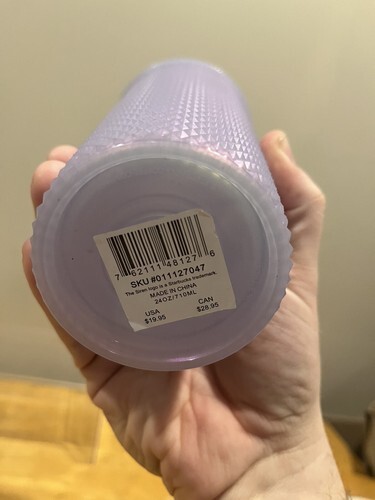 7 62111 48127 6
SKU #011127047
The Siren logo is a Starbucks trademark.
MADE IN CHINA
24OZ/710ML
USA CAN
$19.95 $28.95